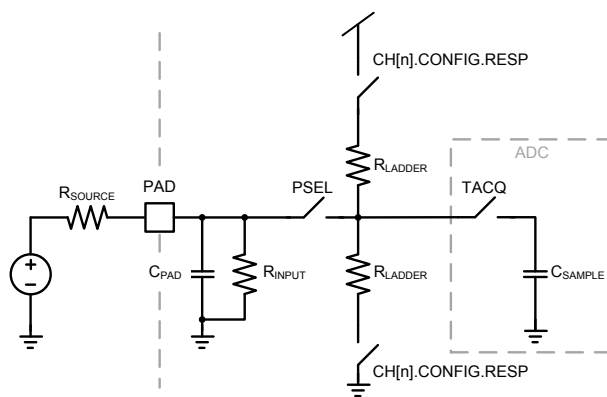 CH[n].CONFIG.RESP
RLADDER
ADC
RSOURCE
PAD
PSEL
TACQ
CPAD
RINPUT
RLADDER
CSAMPLE
CH[n].CONFIG.RESP